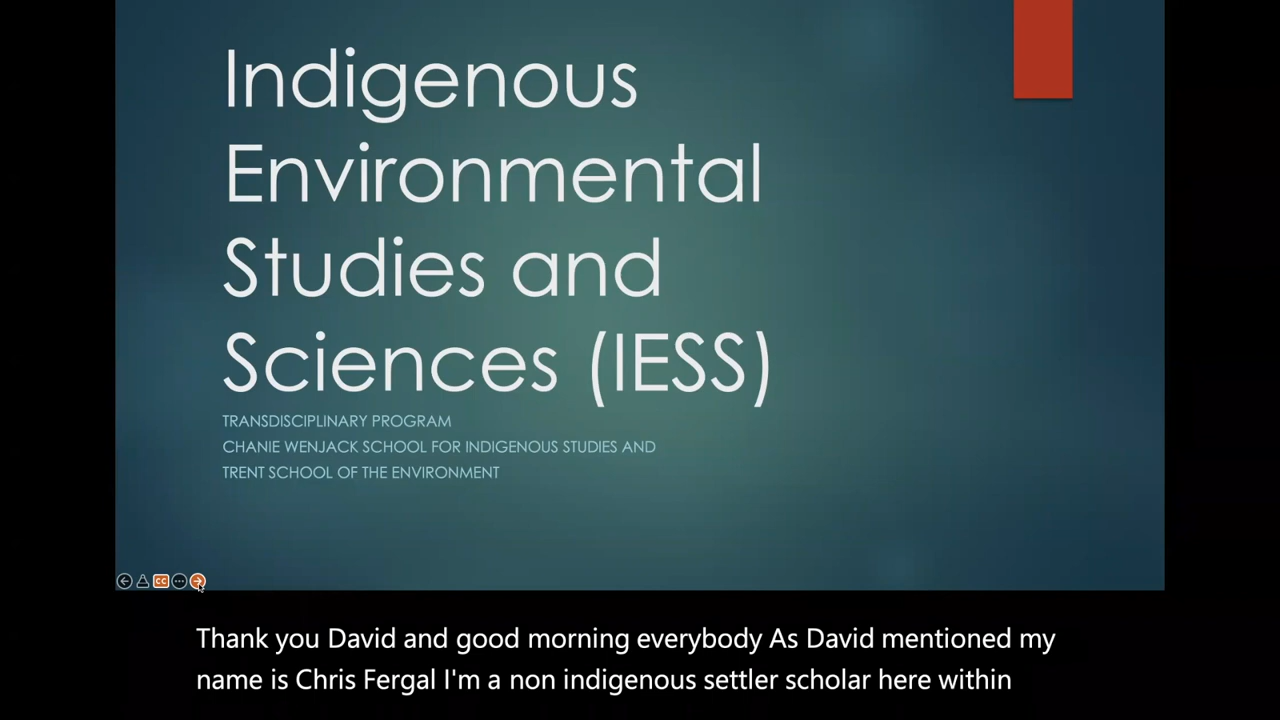 Indigenous
Environmental
Studies and
Sciences (IESS)
TRANSDISCIPLINARY PROGRAM
CHANIE WENJACK SCHOOL FOR INDIGENOUS STUDIES AND
TRENT SCHOOL OF THE ENVIRONMENT
CC
Thank you David and good morning everybody As David mentioned my
name is Chris Fergal I'm a non indigenous settler scholar here within